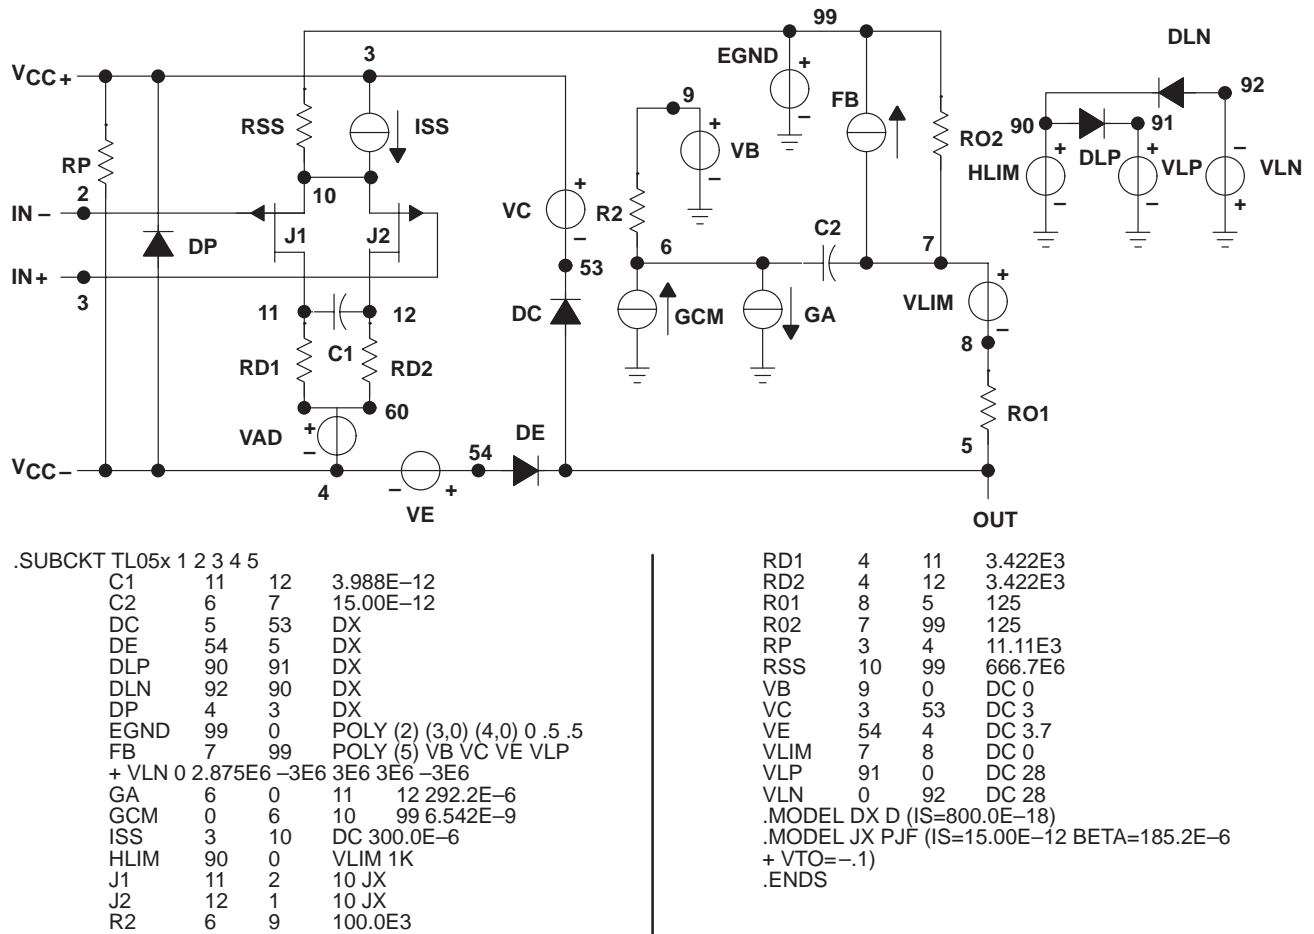 99
DLN
3
EGND
VCC+
92
9
FB
RSS
ISS
90
91
RO2
VB
RP
HLIM
DLP
VLP
VLN
10
2
IN−
VC
R2
C2
J1
J2
DP
6
7
IN+
53
3
11
12
DC
GCM
GA
VLIM
C1
8
RD1
RD2
60
RO1
VAD
DE
54
5
VCC−
4
VE
OUT
.SUBCKT TL05x 1 2 3 4 5
C1 11 12 3.988E−12
C2 6 7 15.00E−12
DC 5 53 DX
DE 54 5 DX
DLP 90 91 DX
DLN 92 90 DX
DP 4 3 DX
EGND 99 0 POLY (2) (3,0) (4,0) 0 .5 .5
FB 7 99 POLY (5) VB VC VE VLP
+ VLN 0 2.875E6 −3E6 3E6 3E6 −3E6
GA 6 0 11 12 292.2E−6
GCM 0 6 10 99 6.542E−9
ISS 3 10 DC 300.0E−6
HLIM 90 0 VLIM 1K
J1 11 2 10 JX
J2 12 1 10 JX
R2 6 9 100.0E3
RD1 4 11 3.422E3
RD2 4 12 3.422E3
R01 8 5 125
R02 7 99 125
RP 3 4 11.11E3
RSS 10 99 666.7E6
VB 9 0 DC 0
VC 3 53 DC 3
VE 54 4 DC 3.7
VLIM 7 8 DC 0
VLP 91 0 DC 28
VLN 0 92 DC 28
.MODEL DX D (IS=800.0E−18)
.MODEL JX PJF (IS=15.00E−12 BETA=185.2E−6
+ VTO=−.1)
.ENDS